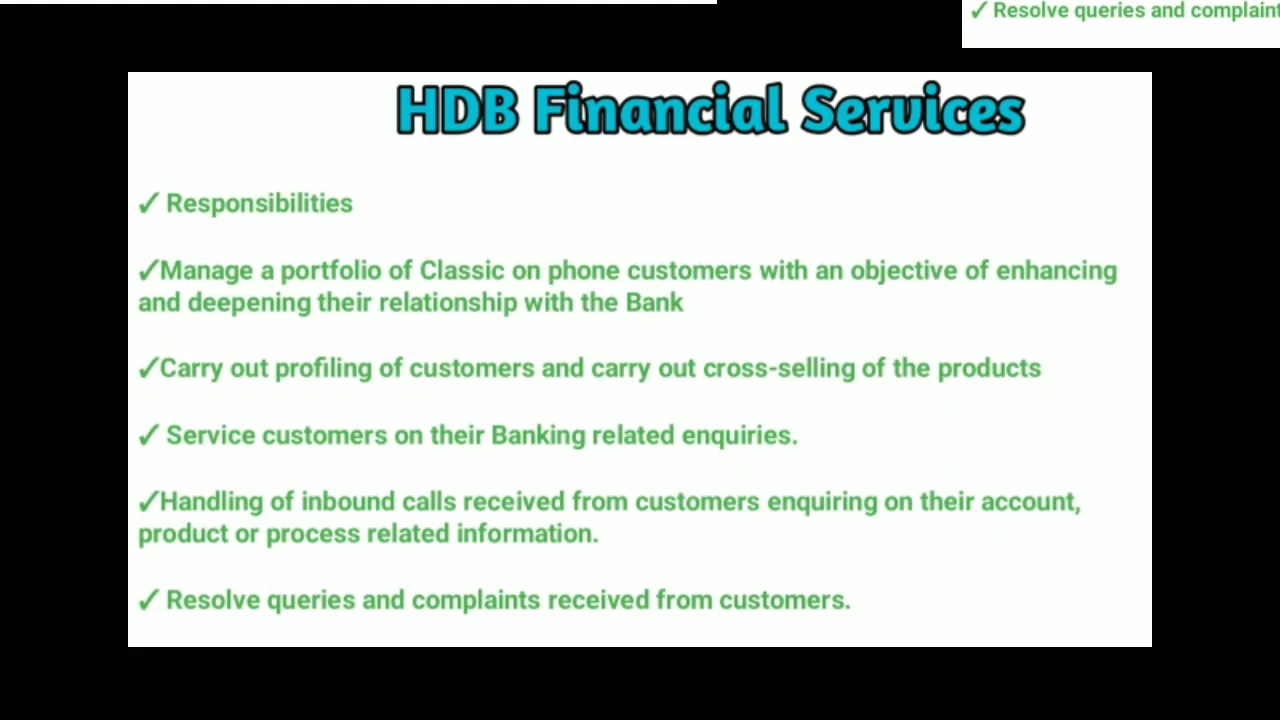 ✓ Resolve queries and complaint
HDB Financial Services
✓ Responsibilities
✓Manage a portfolio of Classic on phone customers with an objective of enhancing
and deepening their relationship with the Bank
✓Carry out profiling of customers and carry out cross-selling of the products
✓ Service customers on their Banking related enquiries.
✓Handling of inbound calls received from customers enquiring on their account,
product or process related information.
✓ Resolve queries and complaints received from customers.